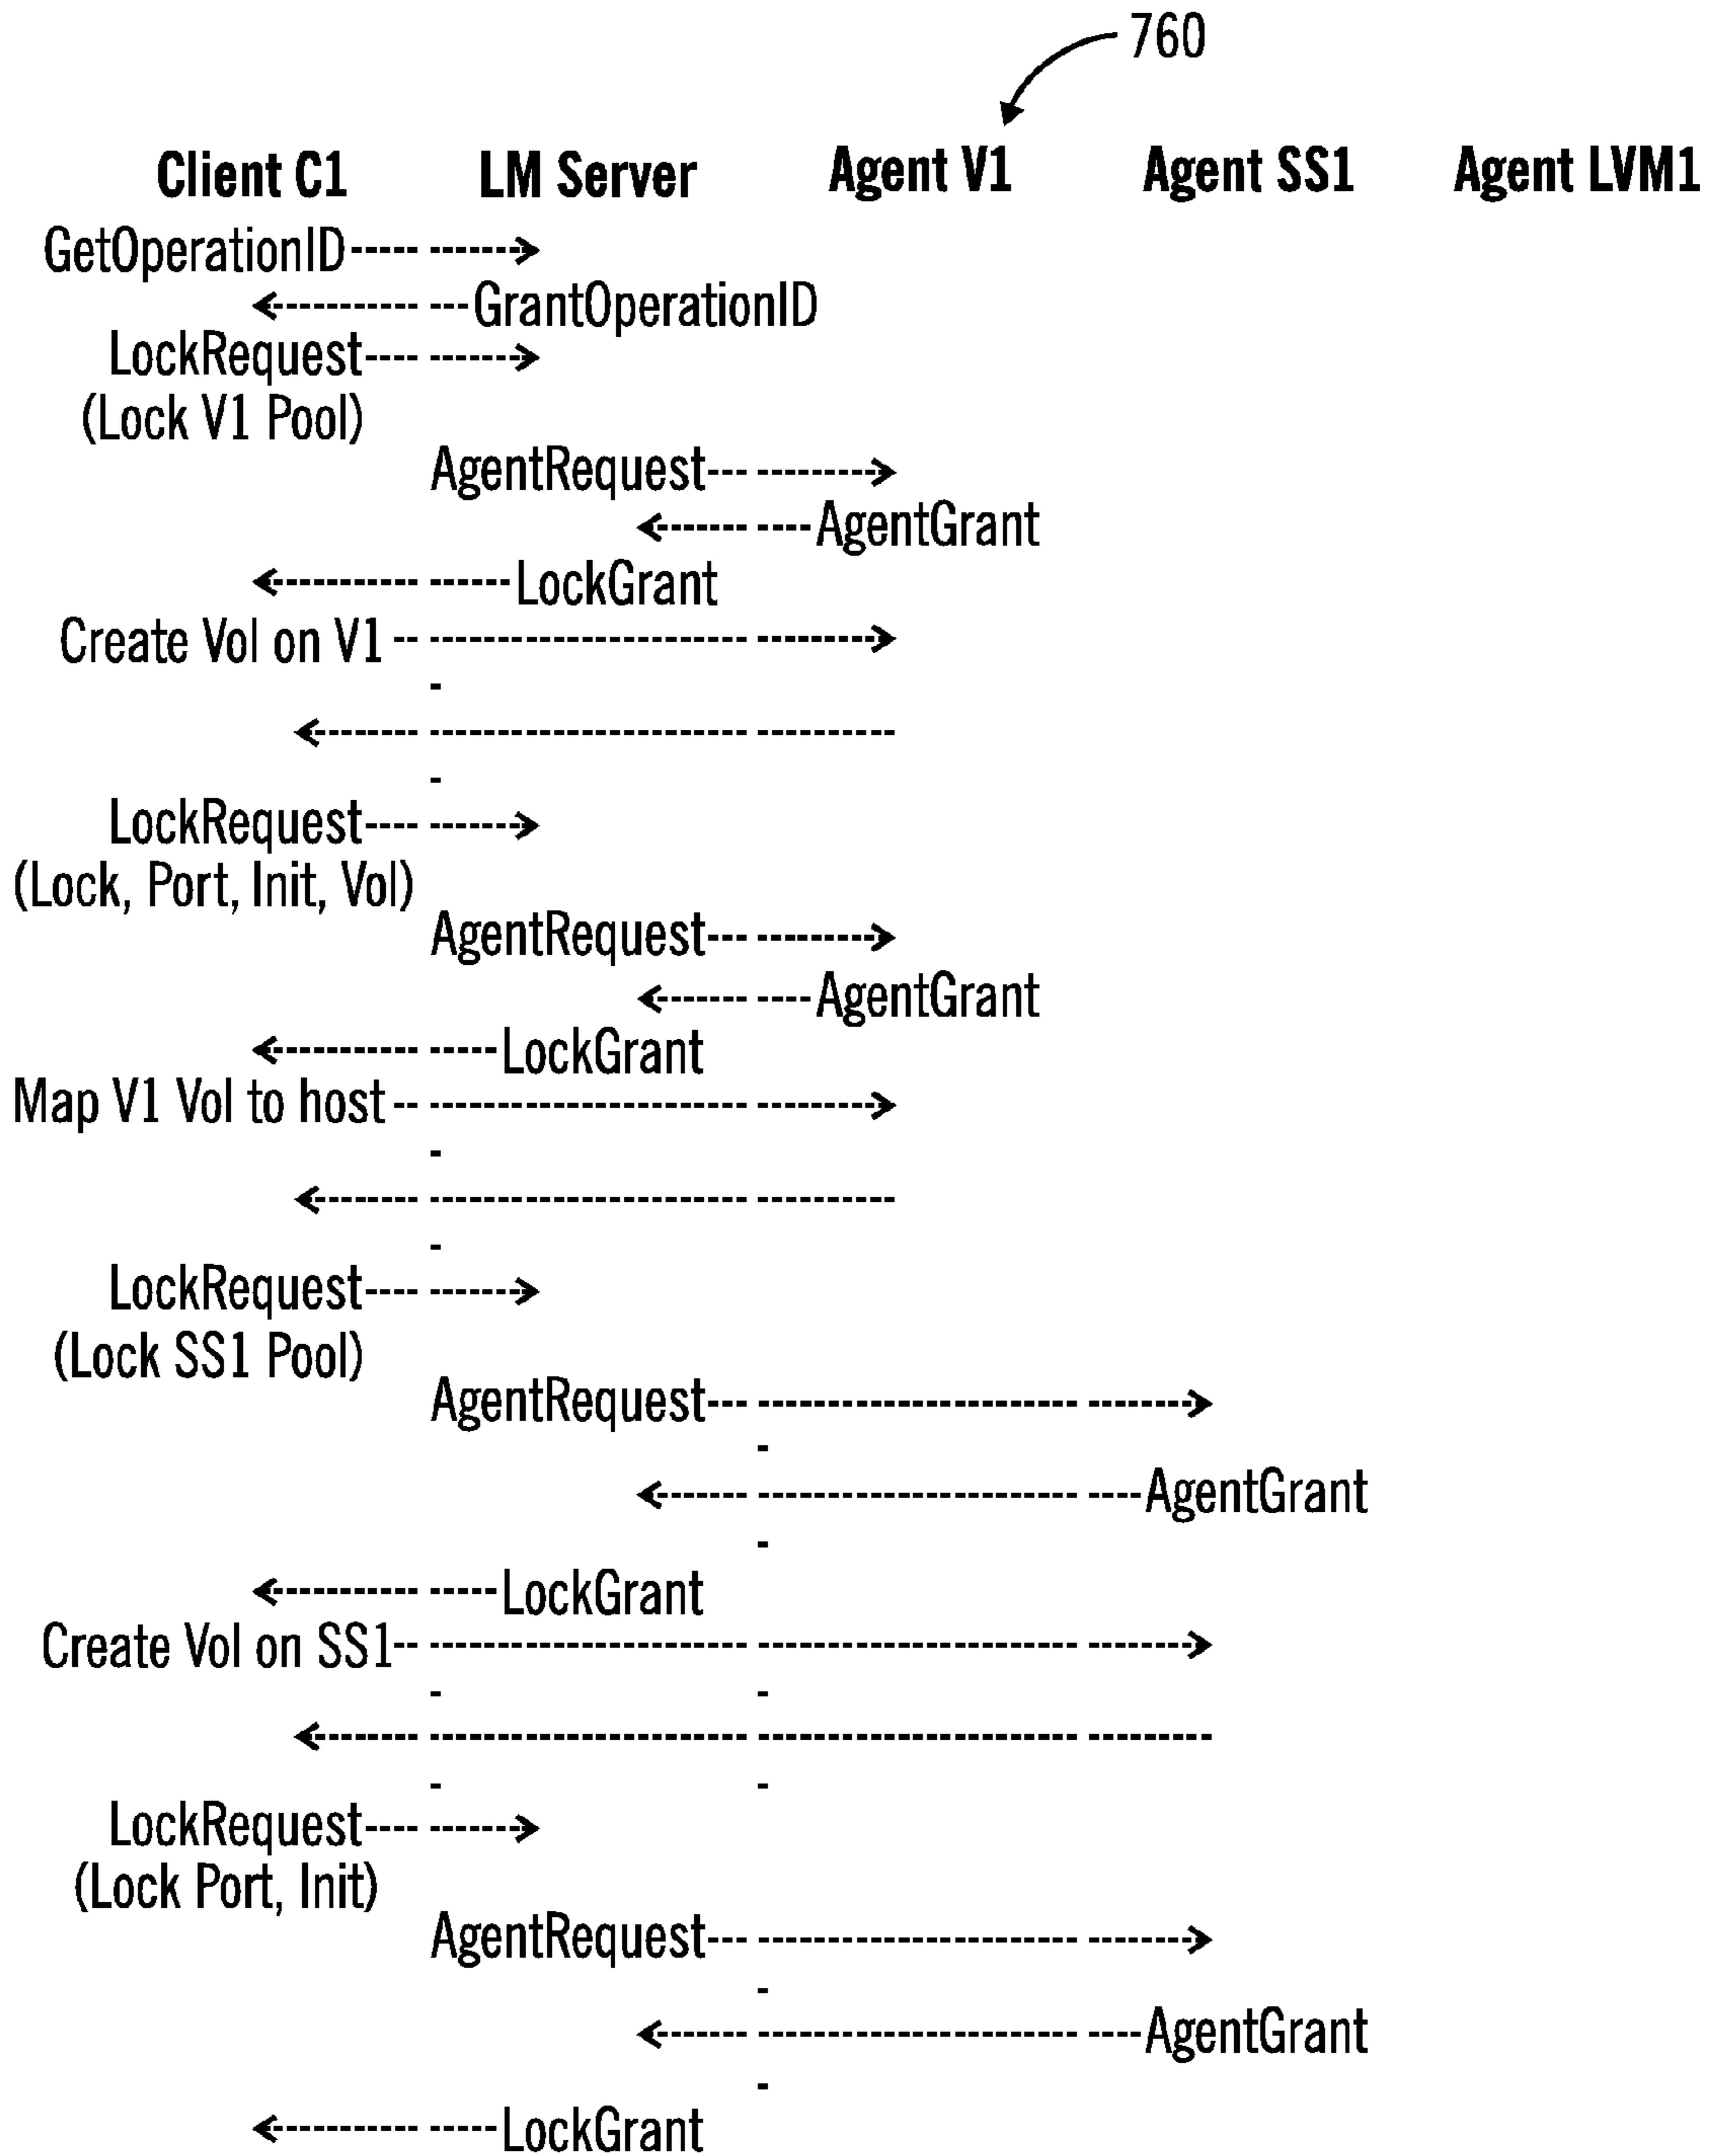 760
Client C1 LM Server Agent V1 Agent SS1 Agent LVM1
GetOperationID
GrantOperationID
LockRequest
(Lock V1 Pool)
AgentRequest
AgentGrant
LockGrant
Create Vol on V1
LockRequest
(Lock, Port, Init, Vol)
AgentRequest
AgentGrant
LockGrant
Map V1 Vol to host
LockRequest
(Lock SS1 Pool)
AgentRequest
AgentGrant
LockGrant
Create Vol on SS1
LockRequest
(Lock Port, Init)
AgentRequest
AgentGrant
LockGrant